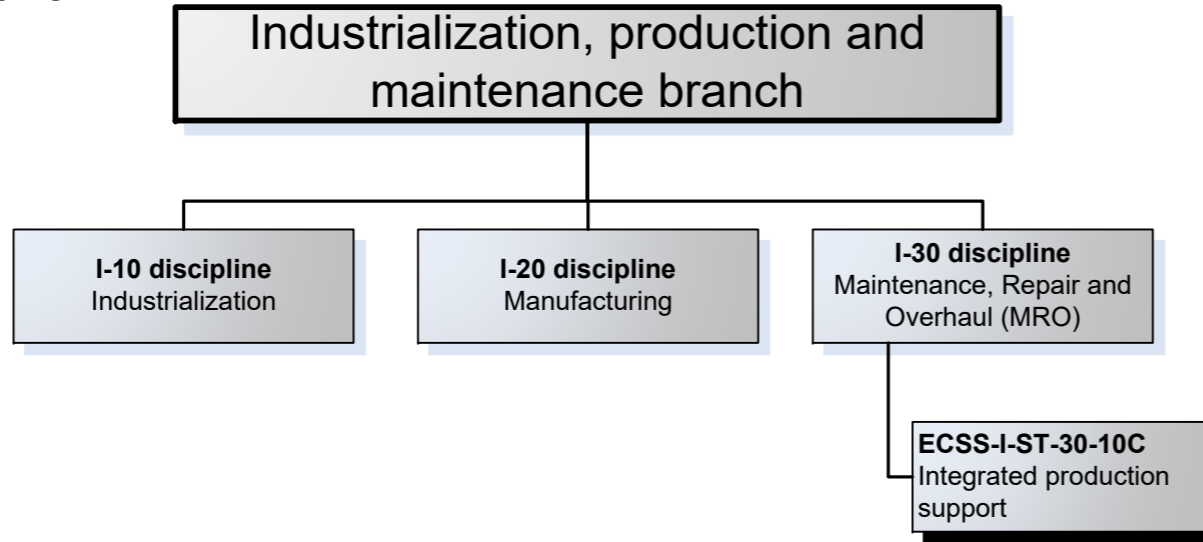 Industrialization, production and
maintenance branch
I-10 discipline
Industrialization
I-20 discipline
Manufacturing
I-30 discipline
Maintenance, Repair and
Overhaul (MRO)
ECSS-I-ST-30-10C
Integrated production
support